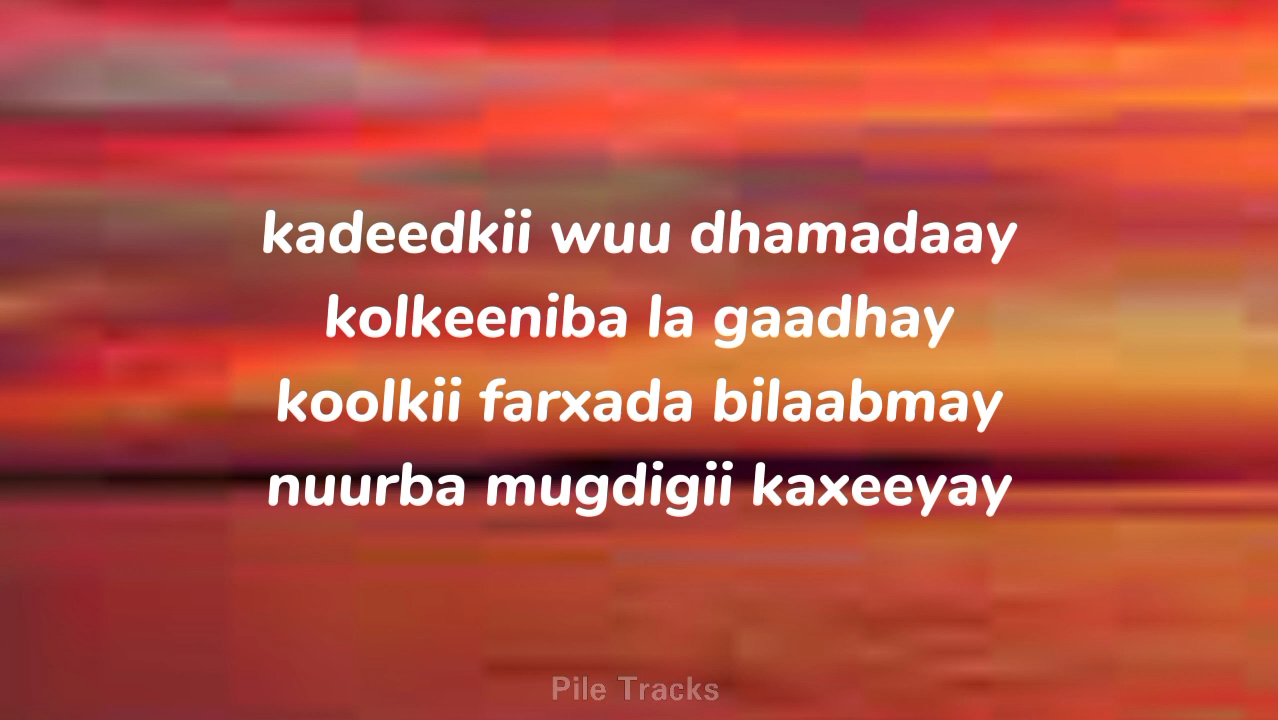 kadeedkii wuu dhamadaay
kolkeeniba la gaadhay
koolkii farxada bilaabmay
nuurba mugdigii kaxeeyay
Pile Tracks